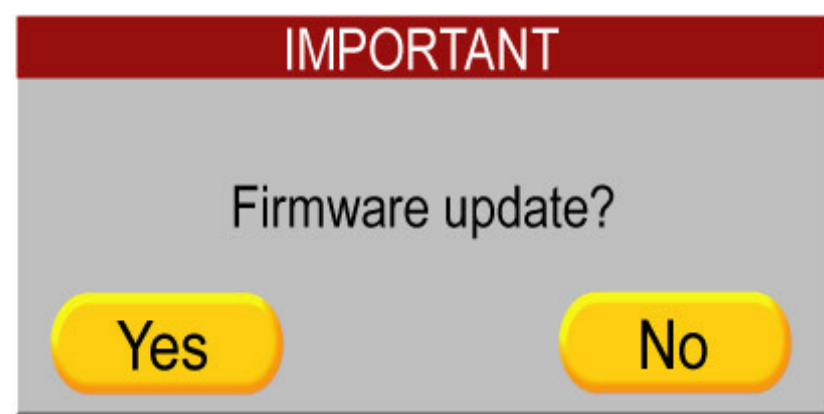 IMPORTANT
Firmware update?
Yes No